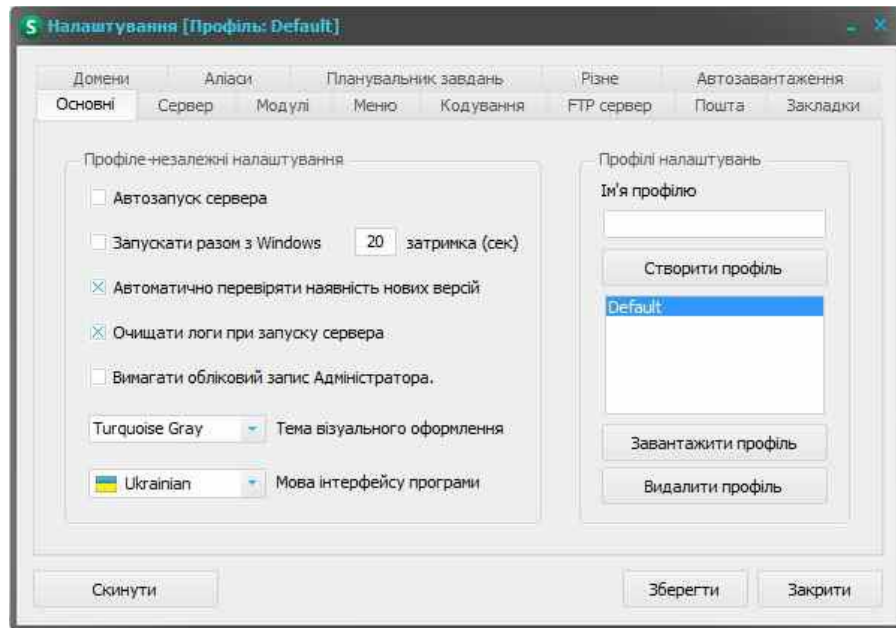 S Налаштування [Профіль: Default]
Домени Аліаси Планувальник завдань Різне Автозавантаження
Основні Сервер Модулі Меню Кодування FTP сервер Пошта Закладки
Профіле-незалежні налаштування
Автозапуск сервера
Запускати разом з Windows 20 затримка (сек)
Автоматично перевіряти наявність нових версій
Очищати логи при запуску сервера
Вимагати обліковий запис Адміністратора.
Turquoise Gray Тема візуального оформлення
Ukrainian Мова інтерфейсу програми
Профілі налаштувань
Ім'я профілю
Створити профіль
Default
Завантажити профіль
Видалити профіль
Скинути Зберегти Закрити